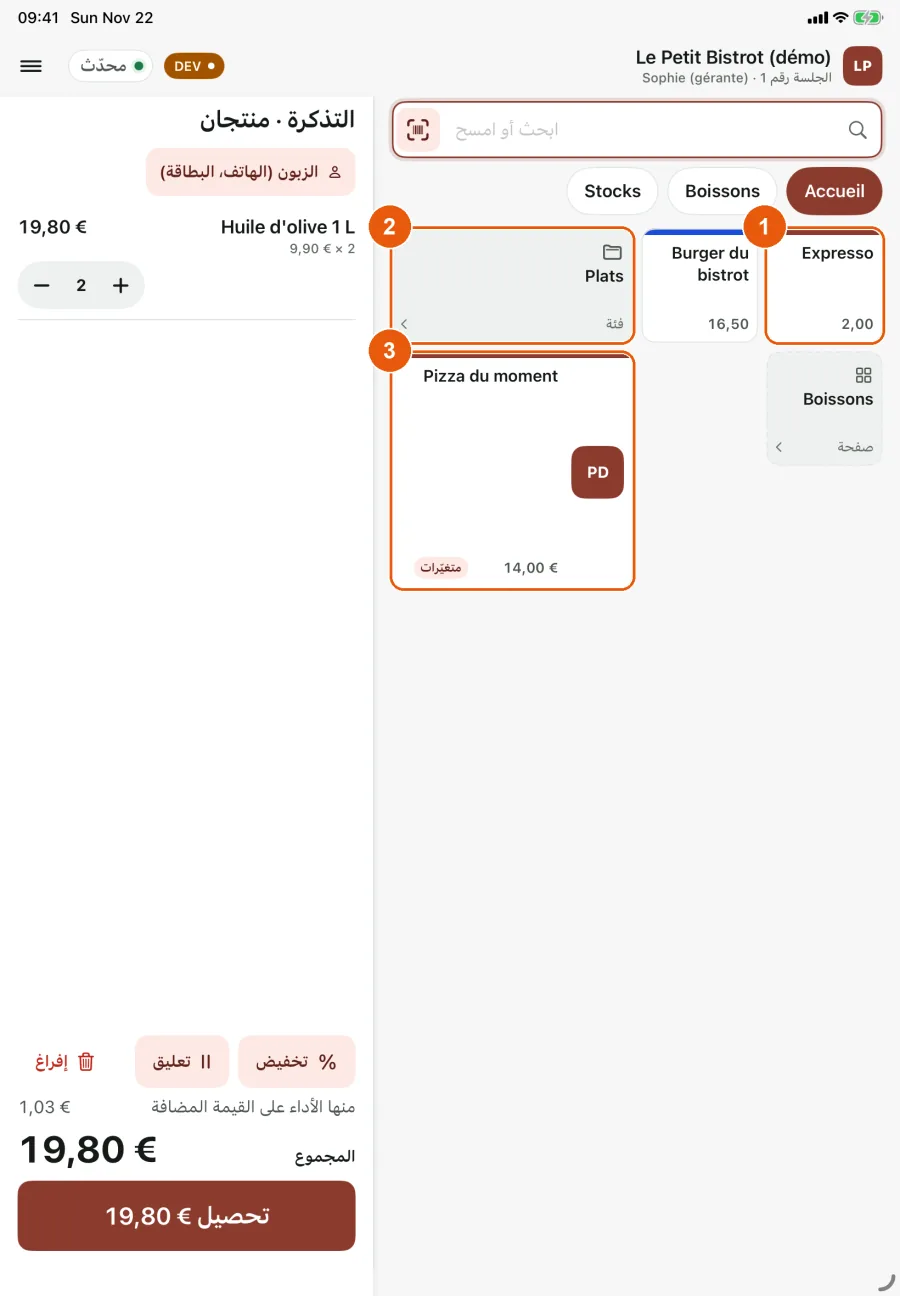 09:41 Sun Nov 22
محدّث
DEV
Le Petit Bistrot (démo)
Sophie (gérante) · الجلسة رقم 1
LP
التذكرة · منتجان
الزبون (الهاتف، البطاقة)
Huile d'olive 1 L
19,80 €
9,90 € × 2
− 2 +
ابحث أو امسح
Accueil
Boissons
Stocks
1
Expresso
2,00
Burger du
bistrot
16,50
2
Plats
فئة
3
Pizza du moment
PD
14,00 €
متغيّرات
Boissons
صفحة
% تخفيض
تعليق
إفراغ
منها الأداء على القيمة المضافة
1,03 €
المجموع
19,80 €
تحصيل 19,80 €